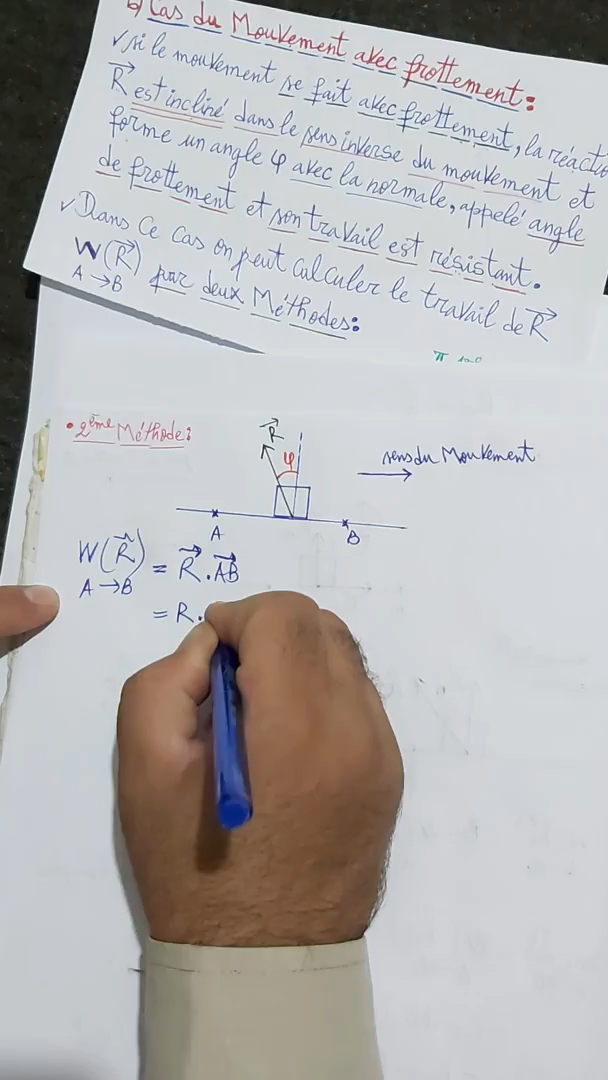 b) Cas du Mouvement avec frottement:
✓ si le mouvement se fait avec frottement, la réactio
R⃗ est incliné dans le sens inverse du mouvement et
forme un angle φ avec la normale, appelé angle
de frottement et son travail est résistant.
✓ Dans ce cas on peut calculer le travail de R⃗
W(R⃗) par deux Méthodes:
A→B
• 2ème Méthode:
R⃗
φ
sens du Mouvement
A
B
W(R⃗) = R⃗.AB⃗
A→B
= R.